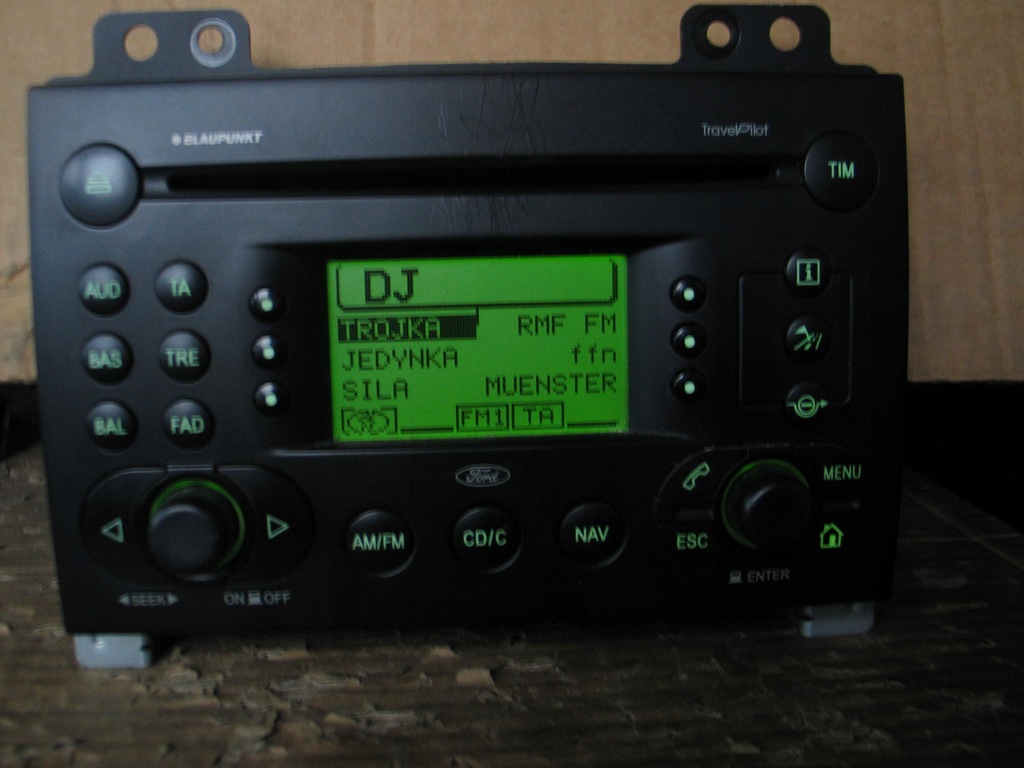 BLAUPUNKT TravelPilot
TIM
AUD TA
BAS TRE
BAL FAD
DJ
TROJKA RMF FM
JEDYNKA ffn
SILA MUENSTER
FM1 TA
Ford
AM/FM CD/C NAV
MENU
ESC
ENTER
SEEK ON OFF